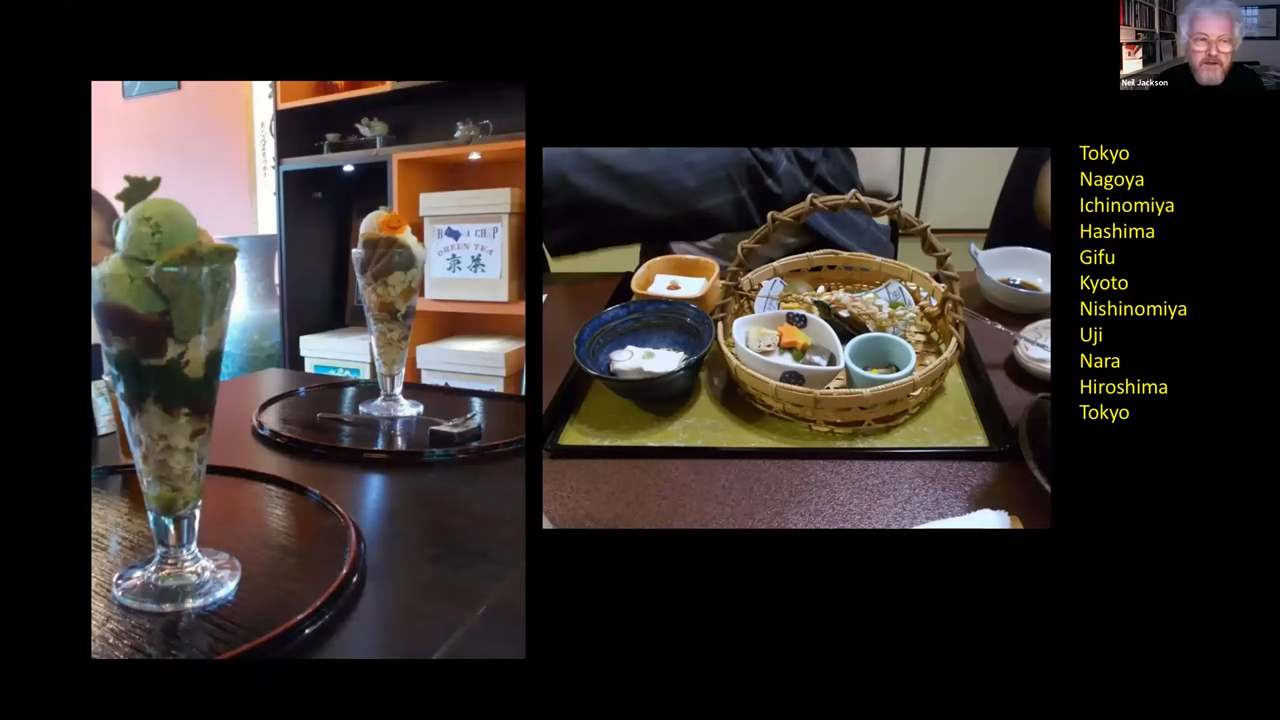 Neil Jackson
Tokyo
Nagoya
Ichinomiya
Hashima
Gifu
Kyoto
Nishinomiya
Uji
Nara
Hiroshima
Tokyo
GREEN TEA
京茶